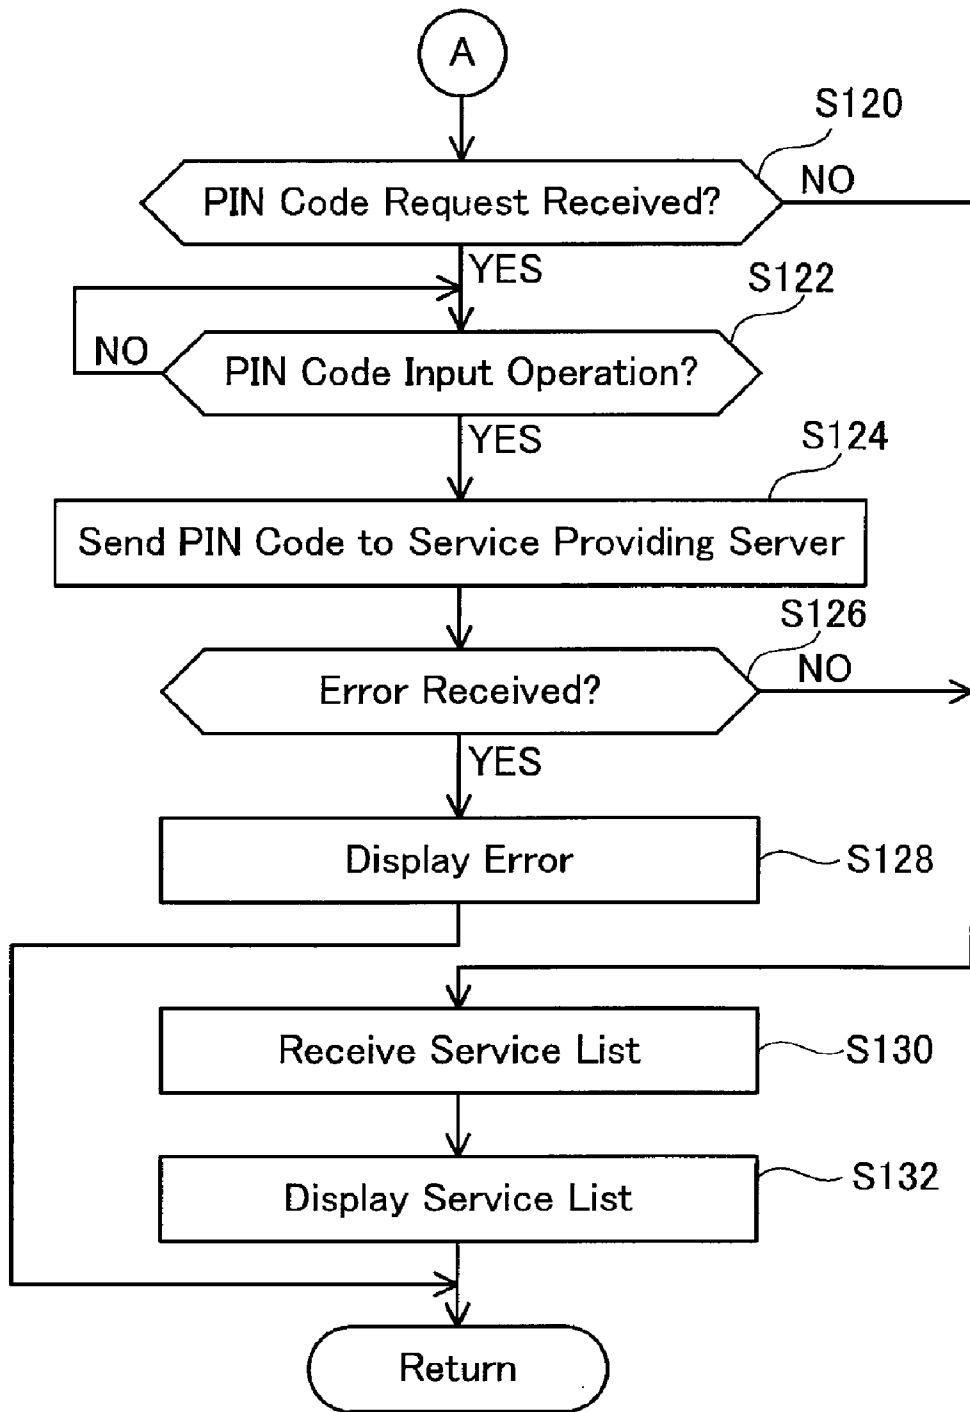 A
S120
PIN Code Request Received?
NO
YES
S122
NO
PIN Code Input Operation?
YES
S124
Send PIN Code to Service Providing Server
S126
Error Received?
NO
YES
Display Error
S128
Receive Service List
S130
Display Service List
S132
Return